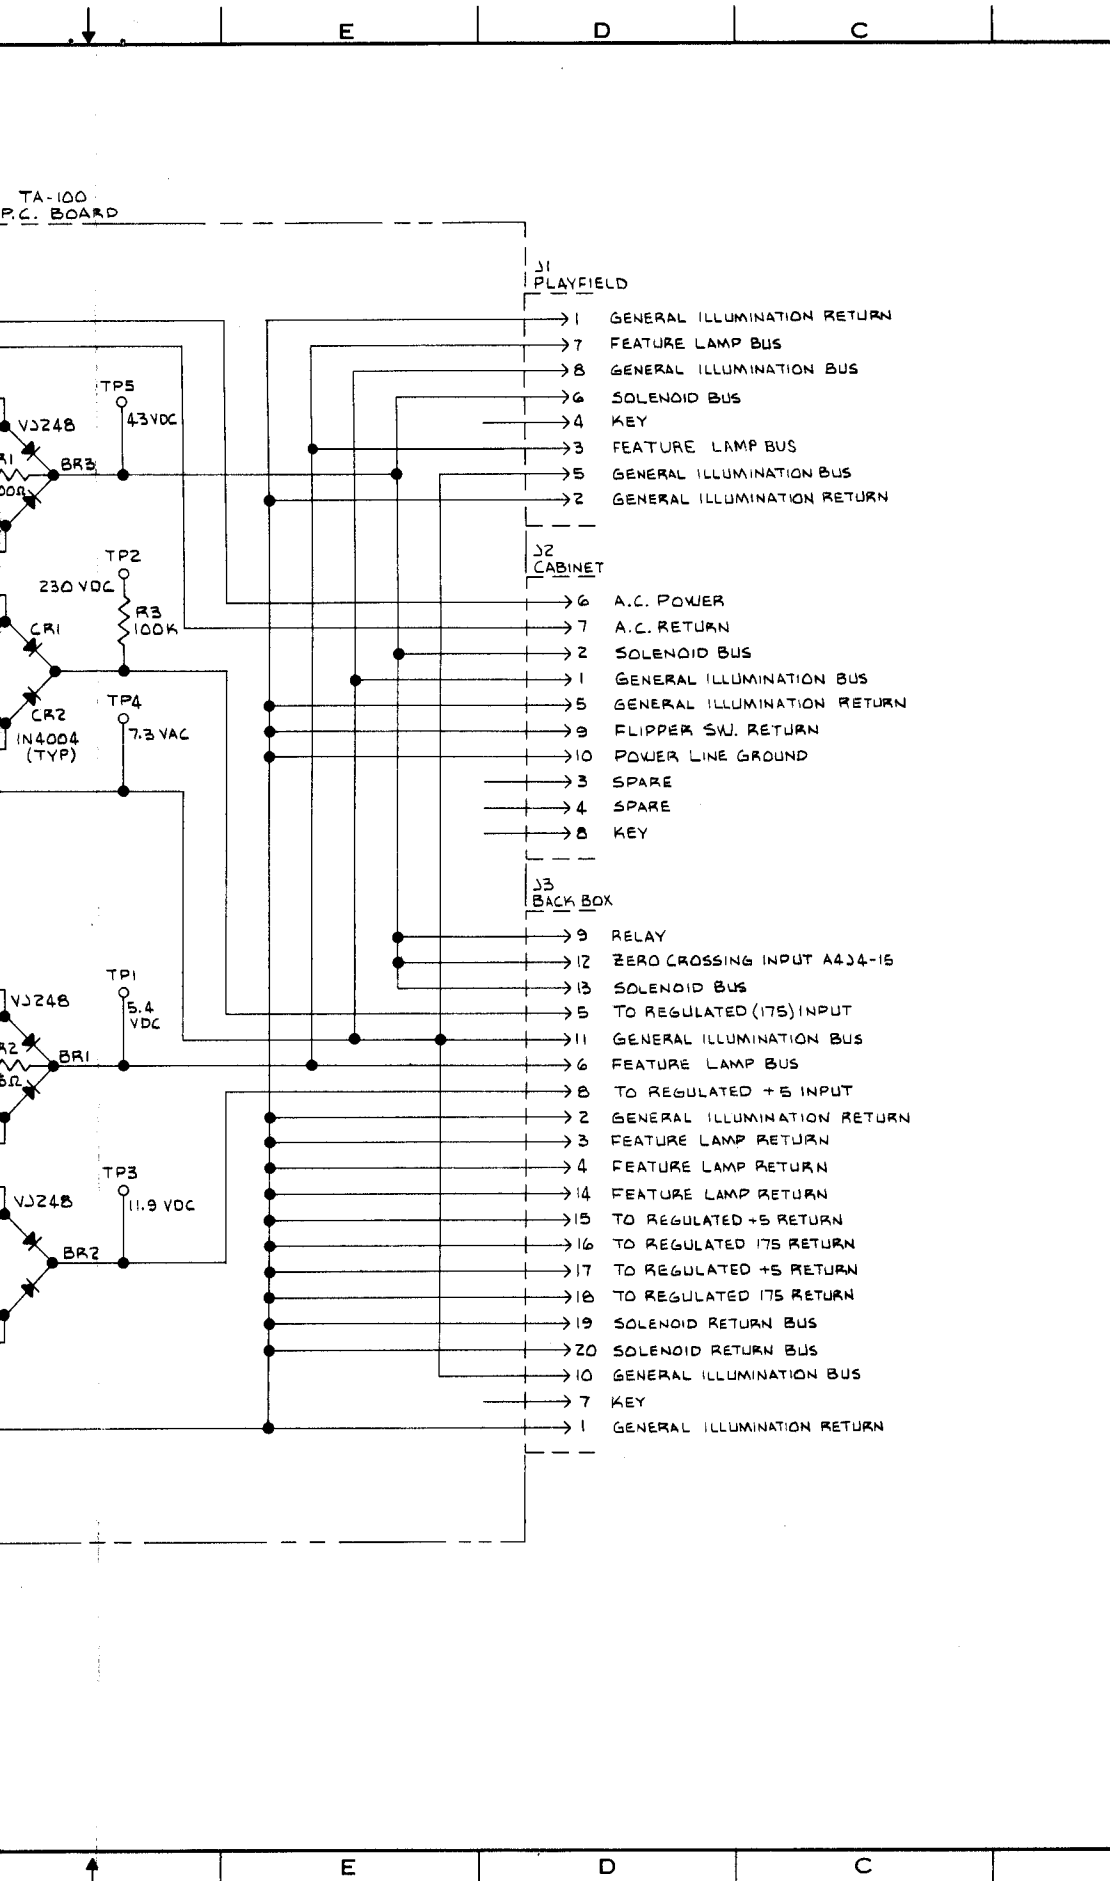 E D C
TA-100
P.C. BOARD
J1
PLAYFIELD
1 GENERAL ILLUMINATION RETURN
7 FEATURE LAMP BUS
8 GENERAL ILLUMINATION BUS
6 SOLENOID BUS
4 KEY
3 FEATURE LAMP BUS
5 GENERAL ILLUMINATION BUS
2 GENERAL ILLUMINATION RETURN
TP5
43VDC
VJ248
BR3
TP2
230 VDC
R3
100K
CR1
CR2
1N4004
(TYP)
TP4
7.3 VAC
J2
CABINET
6 A.C. POWER
7 A.C. RETURN
2 SOLENOID BUS
1 GENERAL ILLUMINATION BUS
5 GENERAL ILLUMINATION RETURN
9 FLIPPER SW. RETURN
10 POWER LINE GROUND
3 SPARE
4 SPARE
8 KEY
J3
BACK BOX
9 RELAY
12 ZERO CROSSING INPUT A4J4-15
13 SOLENOID BUS
5 TO REGULATED (175) INPUT
11 GENERAL ILLUMINATION BUS
6 FEATURE LAMP BUS
8 TO REGULATED +5 INPUT
2 GENERAL ILLUMINATION RETURN
3 FEATURE LAMP RETURN
4 FEATURE LAMP RETURN
14 FEATURE LAMP RETURN
15 TO REGULATED +5 RETURN
16 TO REGULATED 175 RETURN
17 TO REGULATED +5 RETURN
18 TO REGULATED 175 RETURN
19 SOLENOID RETURN BUS
20 SOLENOID RETURN BUS
10 GENERAL ILLUMINATION BUS
7 KEY
1 GENERAL ILLUMINATION RETURN
TP1
5.4
VDC
VJ248
BR1
TP3
11.9 VDC
VJ248
BR2
E D C